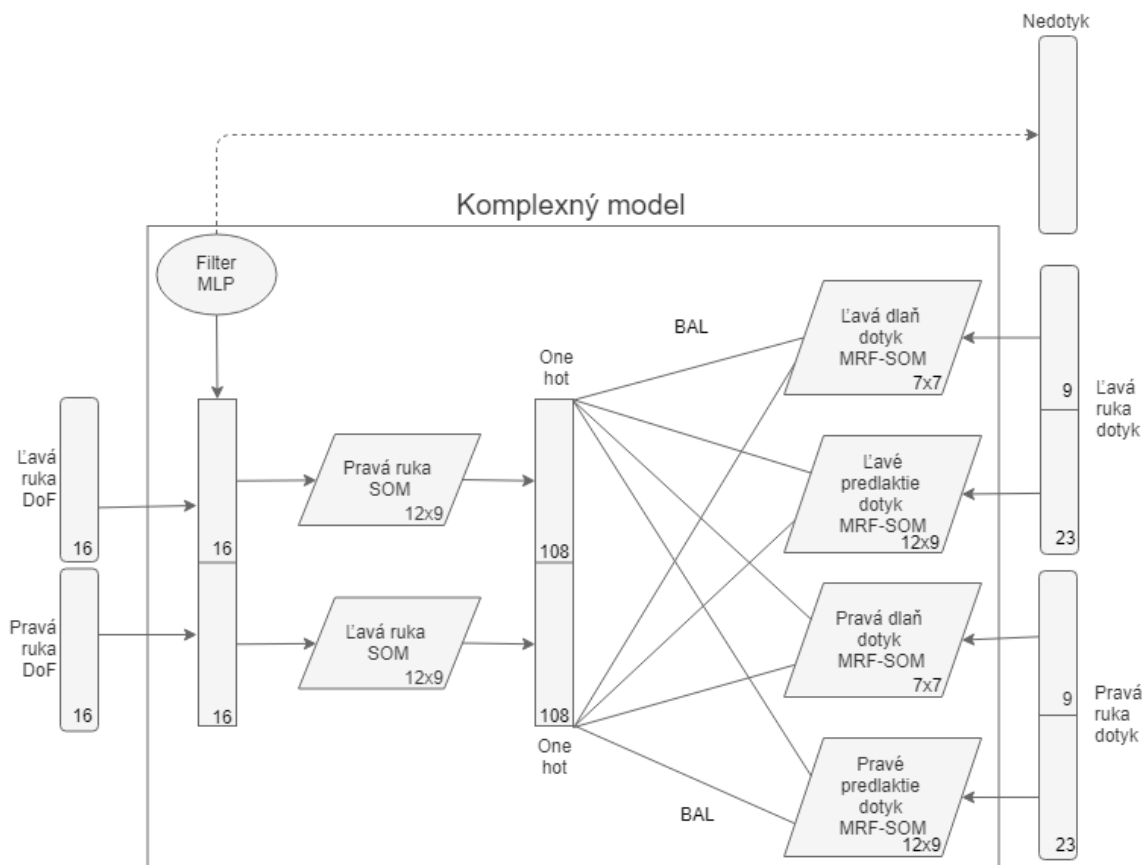 Nedotyk
Komplexný model
Filter
MLP
Ľavá dlaň
dotyk
MRF-SOM
7x7
BAL
One
hot
9
Ľavá
ruka
dotyk
Ľavá
ruka
DoF
16
16
Pravá ruka
SOM
12x9
108
Ľavé
predlaktie
dotyk
MRF-SOM
12x9
23
Pravá
ruka
DoF
16
16
Ľavá ruka
SOM
12x9
108
One
hot
Pravá dlaň
dotyk
MRF-SOM
7x7
9
Pravá
ruka
dotyk
BAL
Pravé
predlaktie
dotyk
MRF-SOM
12x9
23